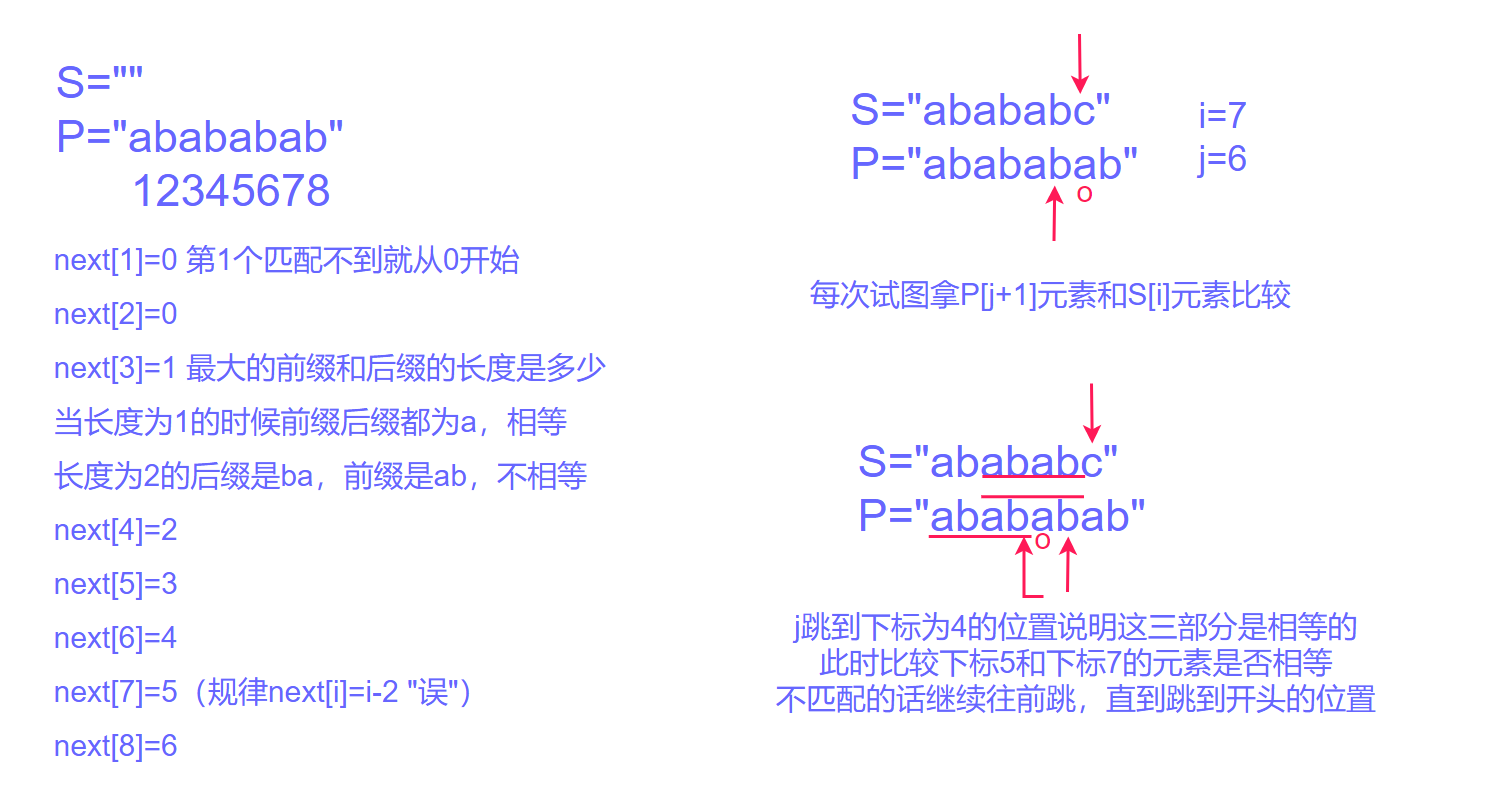 S=""
P="abababab"
12345678
next[1]=0 第1个匹配不到就从0开始
next[2]=0
next[3]=1 最大的前缀和后缀的长度是多少
当长度为1的时候前缀后缀都为a，相等
长度为2的后缀是ba，前缀是ab，不相等
next[4]=2
next[5]=3
next[6]=4
next[7]=5（规律next[i]=i-2 "误"）
next[8]=6
S="abababc"
P="abababab"
i=7
j=6
o
每次试图拿P[j+1]元素和S[i]元素比较
S="abababc"
P="abababab"
o
j跳到下标为4的位置说明这三部分是相等的
此时比较下标5和下标7的元素是否相等
不匹配的话继续往前跳，直到跳到开头的位置